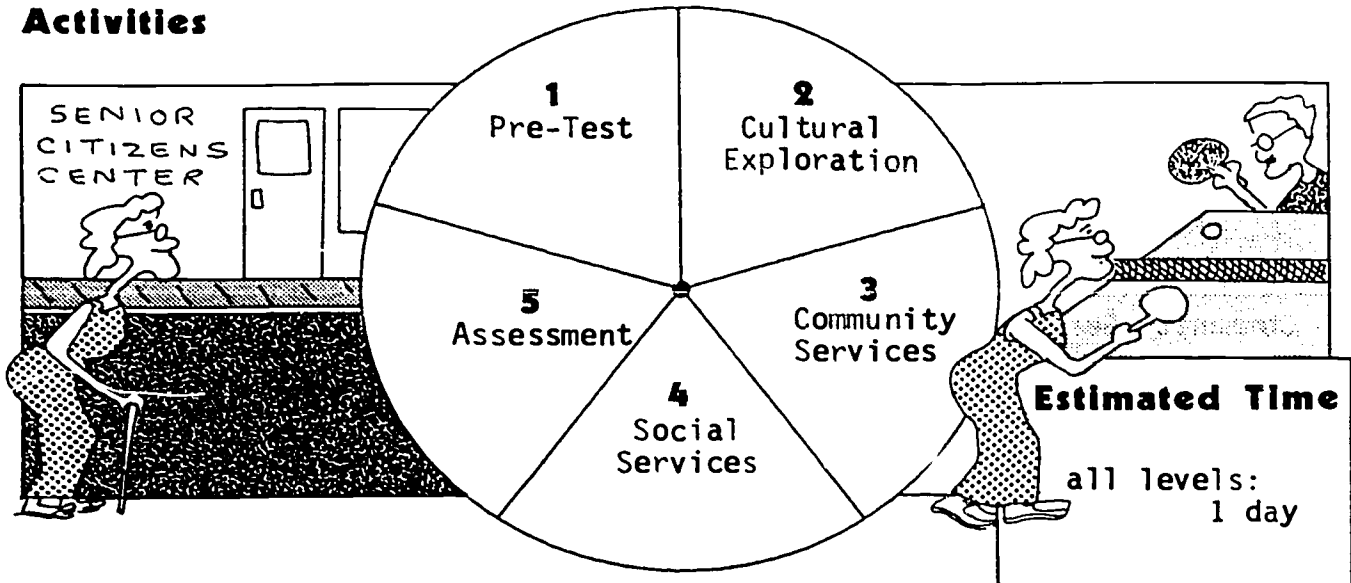 Activities
SENIOR
CITIZENS
CENTER
1
Pre-Test
2
Cultural
Exploration
3
Community
Services
4
Social
Services
5
Assessment
Estimated Time
all levels:
1 day